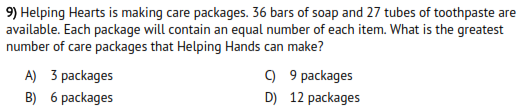 9) Helping Hearts is making care packages. 36 bars of soap and 27 tubes of toothpaste are
available. Each package will contain an equal number of each item. What is the greatest
number of care packages that Helping Hands can make?
A) 3 packages
B) 6 packages
C) 9 packages
D) 12 packages